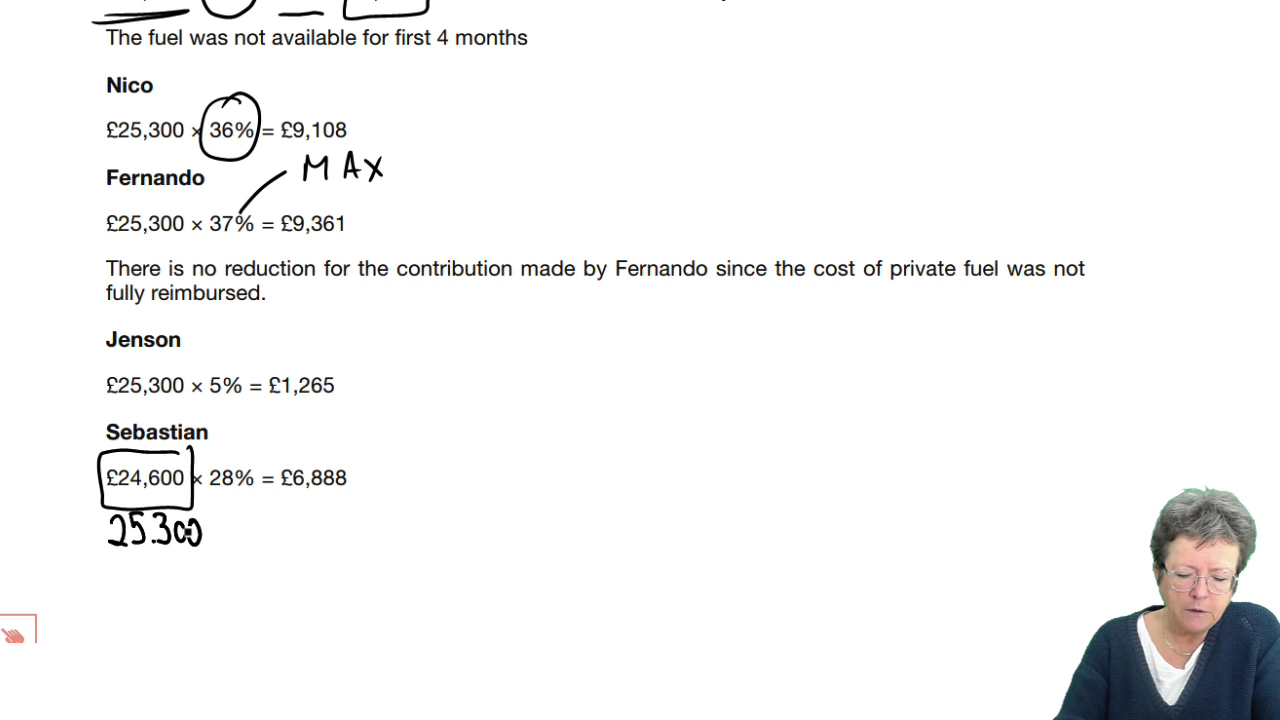 The fuel was not available for first 4 months
Nico
£25,300 × 36% = £9,108
MAX
Fernando
£25,300 × 37% = £9,361
There is no reduction for the contribution made by Fernando since the cost of private fuel was not
fully reimbursed.
Jenson
£25,300 × 5% = £1,265
Sebastian
£24,600 × 28% = £6,888
25.300